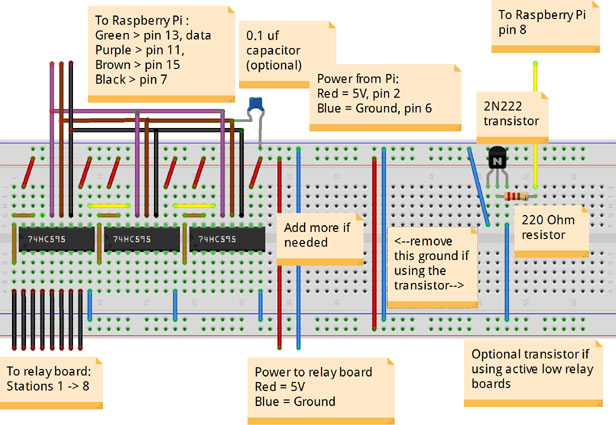 To Raspberry Pi :
Green > pin 13, data
Purple > pin 11,
Brown > pin 15
Black > pin 7
0.1 uf
capacitor
(optional)
Power from Pi:
Red = 5V, pin 2
Blue = Ground, pin 6
To Raspberry Pi
pin 8
2N222
transistor
N
220 Ohm
resistor
Add more if
needed
<--remove
this ground if
using the
transistor-->
74HC595
74HC595
74HC595
To relay board:
Stations 1 -> 8
Power to relay board
Red = 5V
Blue = Ground
Optional transistor if
using active low relay
boards